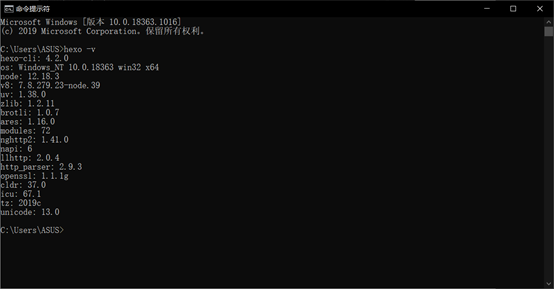 命令提示符
Microsoft Windows [版本 10.0.18363.1016]
(c) 2019 Microsoft Corporation。保留所有权利。
C:\Users\ASUS>hexo -v
hexo-cli: 4.2.0
os: Windows_NT 10.0.18363 win32 x64
node: 12.18.3
v8: 7.8.279.23-node.39
uv: 1.38.0
zlib: 1.2.11
brotli: 1.0.7
ares: 1.16.0
modules: 72
nghttp2: 1.41.0
napi: 6
llhttp: 2.0.4
http_parser: 2.9.3
openssl: 1.1.1g
cldr: 37.0
icu: 67.1
tz: 2019c
unicode: 13.0
C:\Users\ASUS>